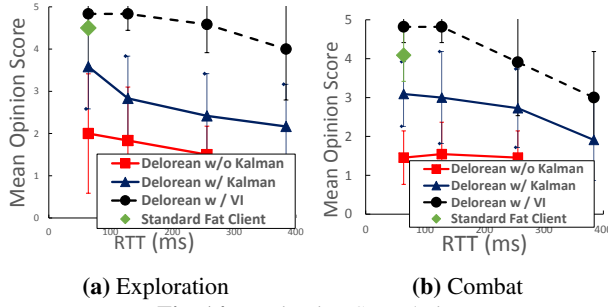 5
4
3
2
1
0
Mean Opinion Score
Delorean w/o Kalman
Delorean w/ Kalman
Delorean w / VI
Standard Fat Client
0 100 200 300 400
RTT (ms)
(a) Exploration
5
4
3
2
1
0
Mean Opinion Score
Delorean w/o Kalman
Delorean w/ Kalman
Delorean w / VI
Standard Fat Client
0 100 200 300 400
RTT (ms)
(b) Combat